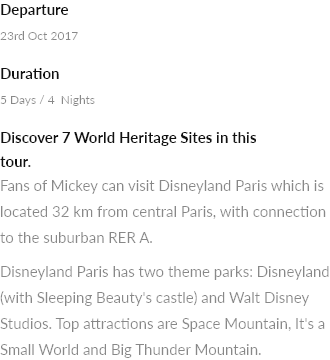 Departure
23rd Oct 2017
Duration
5 Days / 4  Nights
Discover 7 World Heritage Sites in this
tour.
Fans of Mickey can visit Disneyland Paris which is
located 32 km from central Paris, with connection
to the suburban RER A.
Disneyland Paris has two theme parks: Disneyland
(with Sleeping Beauty's castle) and Walt Disney
Studios. Top attractions are Space Mountain, It's a
Small World and Big Thunder Mountain.